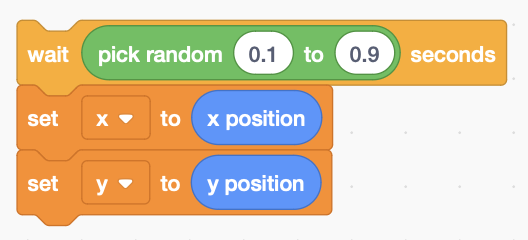 wait pick random 0.1 to 0.9 seconds
set x to x position
set y to y position